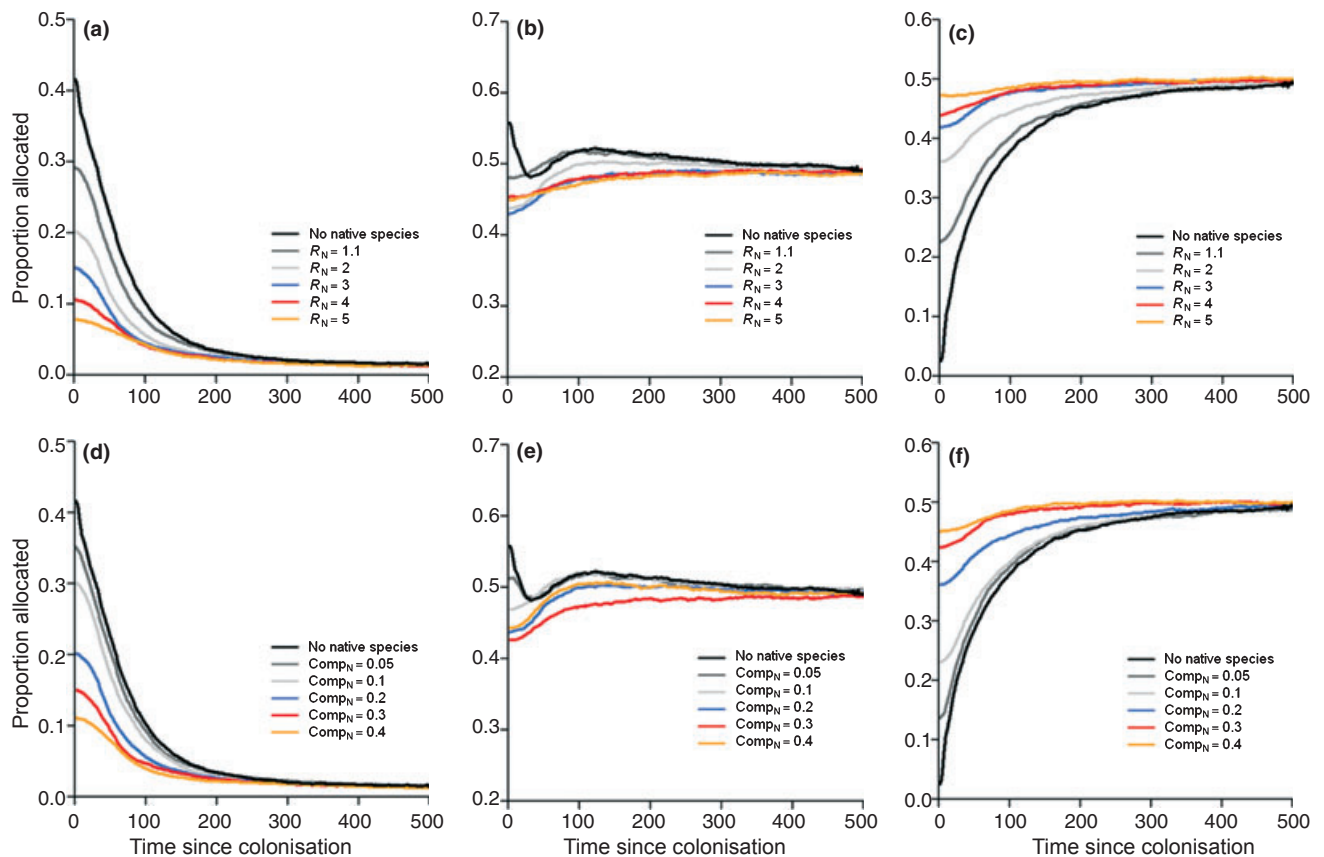 (a)
0.5
0.4
0.3
0.2
0.1
0.0
Proportion allocated
No native species
RN = 1.1
RN = 2
RN = 3
RN = 4
RN = 5
0 100 200 300 400 500
(b)
0.7
0.6
0.5
0.4
0.3
0.2
No native species
RN = 1.1
RN = 2
RN = 3
RN = 4
RN = 5
0 100 200 300 400 500
(c)
0.6
0.5
0.4
0.3
0.2
0.1
0.0
No native species
RN = 1.1
RN = 2
RN = 3
RN = 4
RN = 5
0 100 200 300 400 500
(d)
0.5
0.4
0.3
0.2
0.1
0.0
Proportion allocated
No native species
CompN = 0.05
CompN = 0.1
CompN = 0.2
CompN = 0.3
CompN = 0.4
0 100 200 300 400 500
Time since colonisation
(e)
0.7
0.6
0.5
0.4
0.3
0.2
No native species
CompN = 0.05
CompN = 0.1
CompN = 0.2
CompN = 0.3
CompN = 0.4
0 100 200 300 400 500
Time since colonisation
(f)
0.6
0.5
0.4
0.3
0.2
0.1
0.0
No native species
CompN = 0.05
CompN = 0.1
CompN = 0.2
CompN = 0.3
CompN = 0.4
0 100 200 300 400 500
Time since colonisation